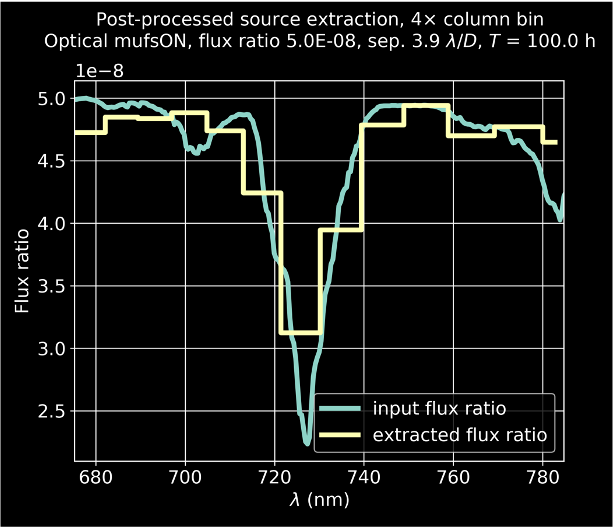 Post-processed source extraction, 4× column bin
Optical mufsON, flux ratio 5.0E-08, sep. 3.9 λ/D, T = 100.0 h
1e−8
5.0
4.5
4.0
3.5
3.0
2.5
Flux ratio
input flux ratio
extracted flux ratio
680 700 720 740 760 780
λ (nm)